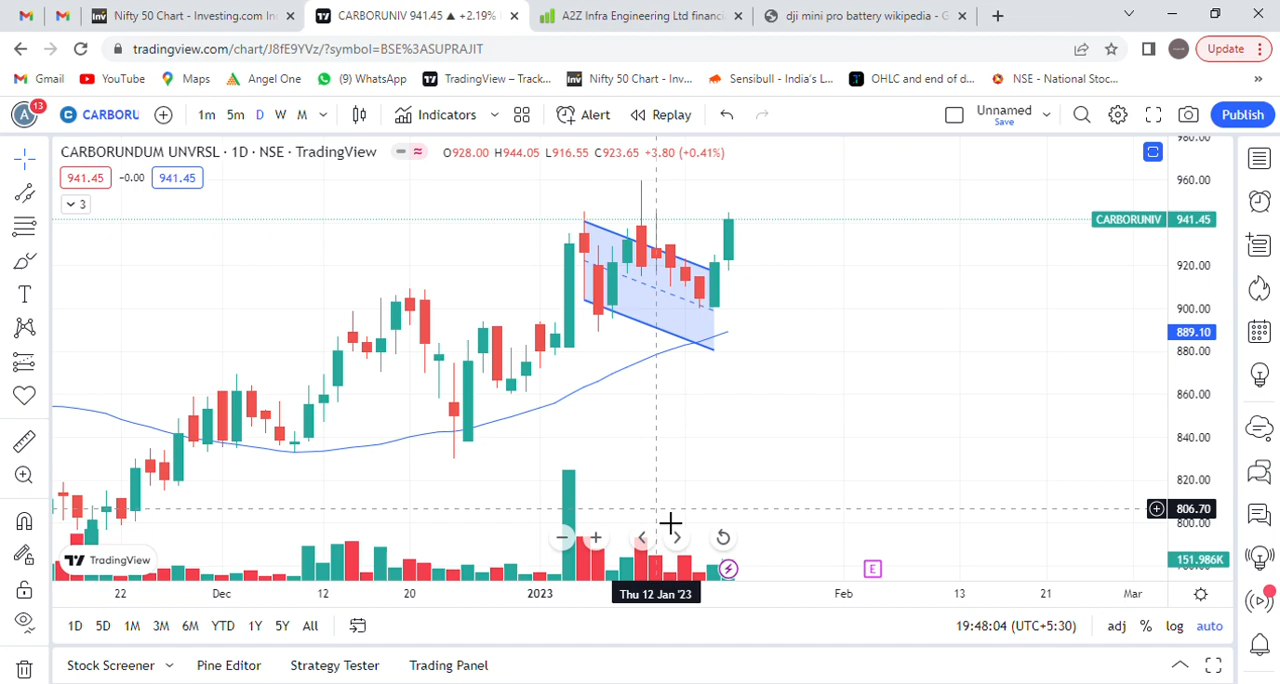 Nifty 50 Chart - Investing.com In
CARBORUNIV 941.45 ▲ +2.19%
A2Z Infra Engineering Ltd financi
dji mini pro battery wikipedia - G
tradingview.com/chart/J8fE9YVz/?symbol=BSE%3ASUPRAJIT
Update
Gmail YouTube Maps Angel One (9) WhatsApp TradingView – Track... Nifty 50 Chart - Inv... Sensibull - India's L... OHLC and end of d... NSE - National Stoc... »
A 13 C CARBORU 1m 5m D W M Indicators Alert Replay Unnamed Save Publish
CARBORUNDUM UNVRSL · 1D · NSE · TradingView O928.00 H944.05 L916.55 C923.65 +3.80 (+0.41%)
941.45 -0.00 941.45
3
980.00
960.00
CARBORUNIV 941.45
920.00
900.00
889.10
880.00
860.00
840.00
820.00
806.70
800.00
TradingView
151.986K
E
22 Dec 12 20 2023 Thu 12 Jan '23 Feb 13 21 Mar
1D 5D 1M 3M 6M YTD 1Y 5Y All 19:48:04 (UTC+5:30) adj % log auto
Stock Screener Pine Editor Strategy Tester Trading Panel